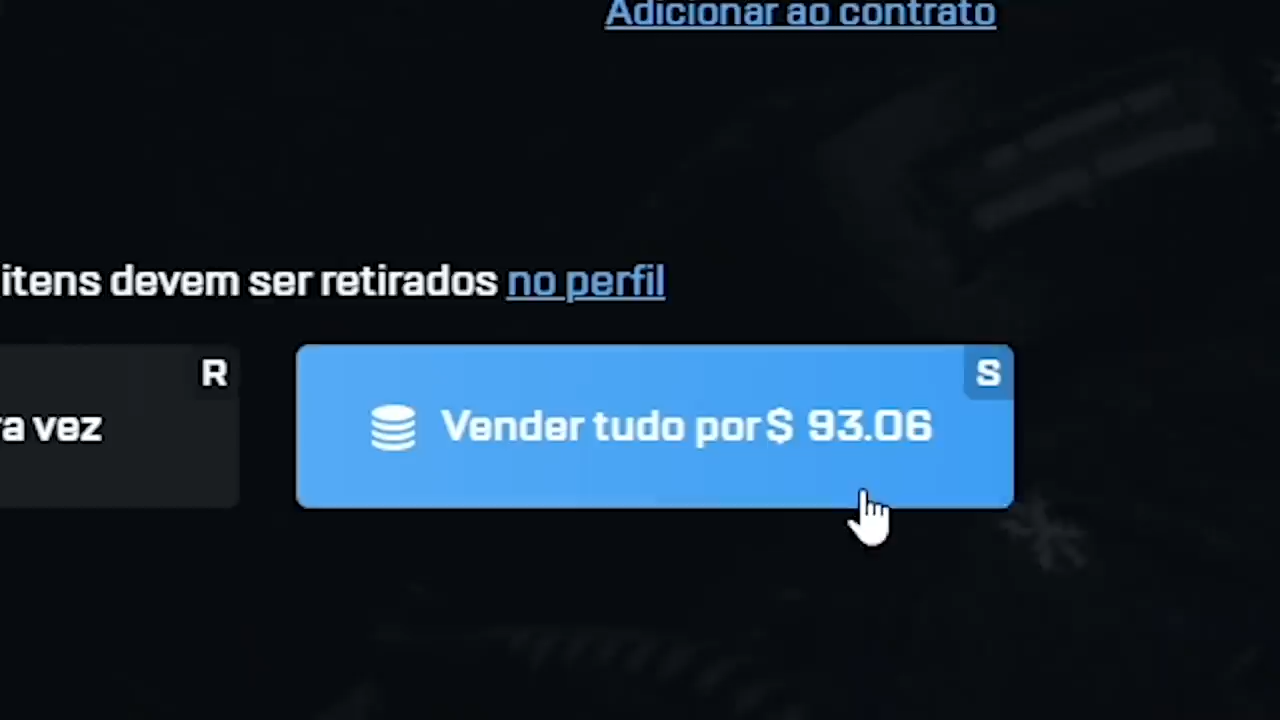 Adicionar ao contrato
itens devem ser retirados no perfil
R
S
vez
Vender tudo por $ 93.06